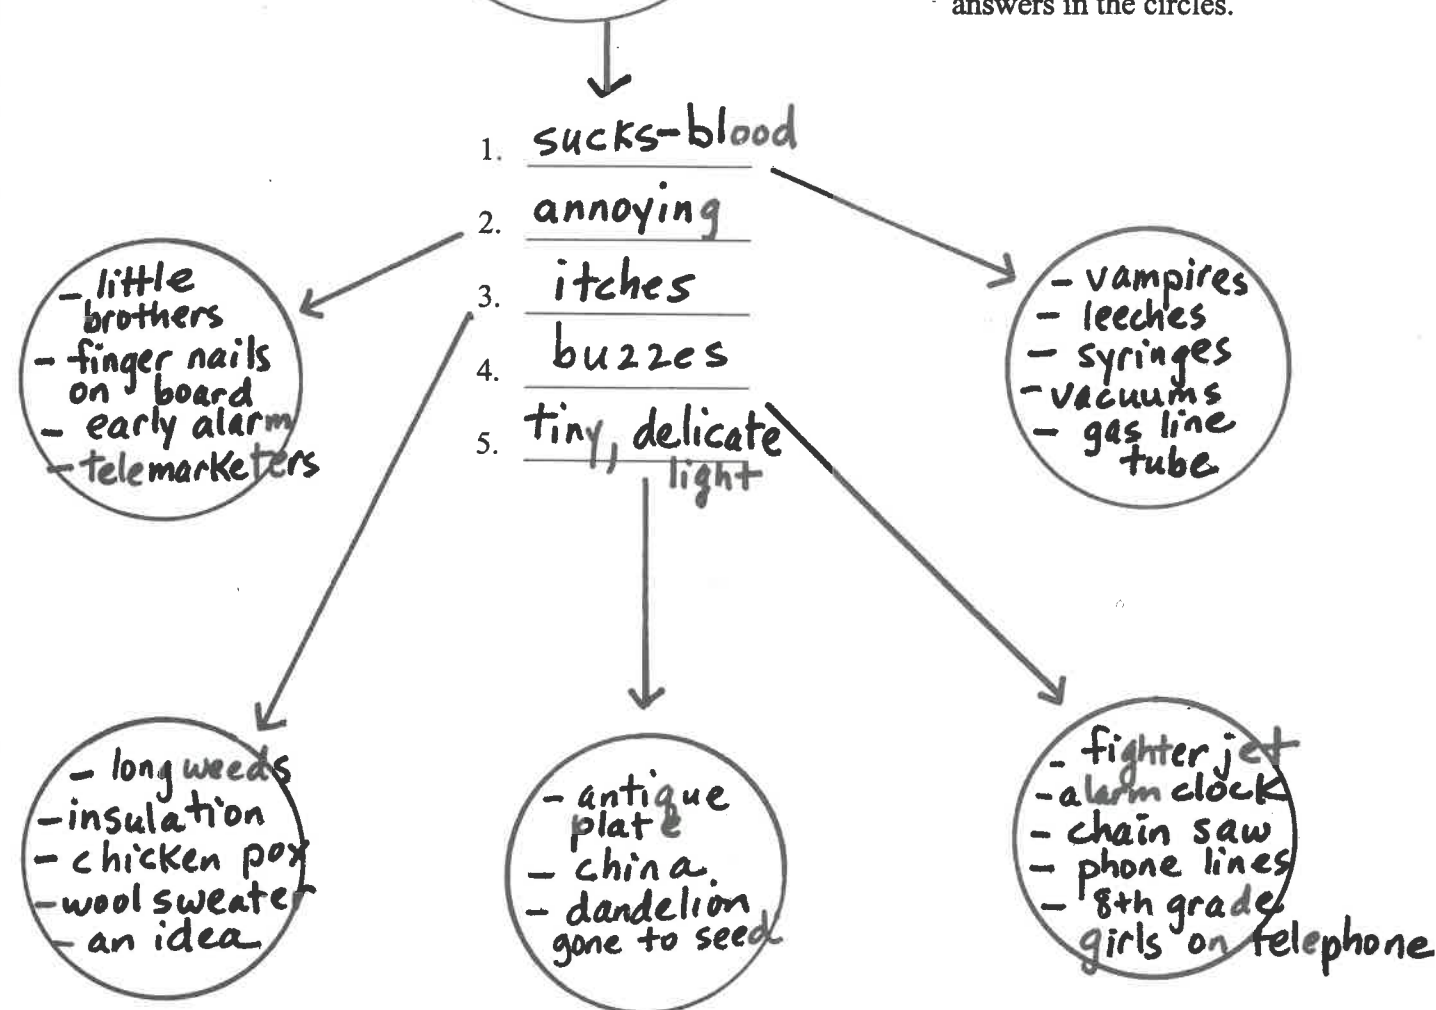 answers in the circles.
1. sucks-blood
2. annoying
3. itches
4. buzzes
5. tiny, delicate
light
- little
brothers
- finger nails
on board
- early alarm
- telemarketers
- vampires
- leeches
- syringes
- vacuums
- gas line
tube
- long weeds
- insulation
- chicken pox
- wool sweater
- an idea
- antique
plate
- china
- dandelion
gone to seed
- fighter jet
- alarm clock
- chain saw
- phone lines
- 8th grade
girls on telephone